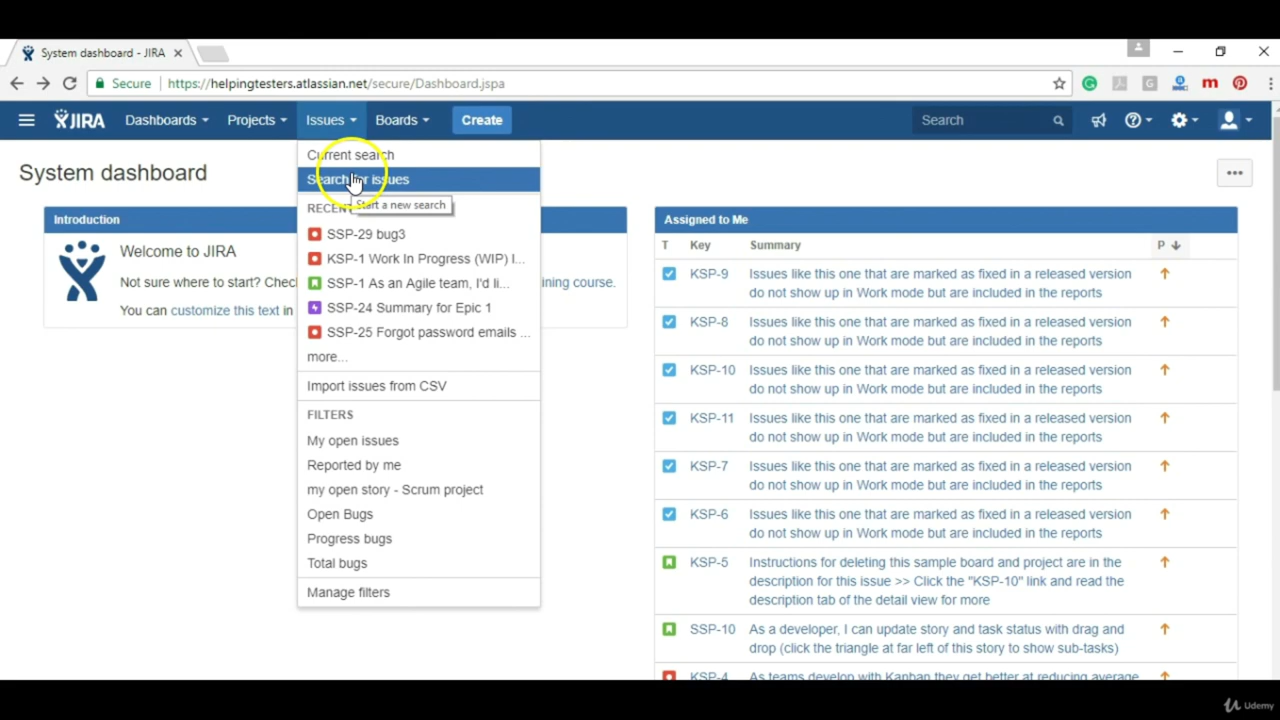 System dashboard - JIRA
Secure
https://helpingtesters.atlassian.net/secure/Dashboard.jspa
JIRA
Dashboards
Projects
Issues
Boards
Create
Search
System dashboard
Current search
Search for issues
Start a new search
RECENT
SSP-29 bug3
KSP-1 Work In Progress (WIP) l...
SSP-1 As an Agile team, I'd li...
SSP-24 Summary for Epic 1
SSP-25 Forgot password emails ...
more...
Import issues from CSV
FILTERS
My open issues
Reported by me
my open story - Scrum project
Open Bugs
Progress bugs
Total bugs
Manage filters
Introduction
Welcome to JIRA
Not sure where to start? Chec
ining course.
You can customize this text in
Assigned to Me
T Key Summary P
KSP-9 Issues like this one that are marked as fixed in a released version
do not show up in Work mode but are included in the reports
KSP-8 Issues like this one that are marked as fixed in a released version
do not show up in Work mode but are included in the reports
KSP-10 Issues like this one that are marked as fixed in a released version
do not show up in Work mode but are included in the reports
KSP-11 Issues like this one that are marked as fixed in a released version
do not show up in Work mode but are included in the reports
KSP-7 Issues like this one that are marked as fixed in a released version
do not show up in Work mode but are included in the reports
KSP-6 Issues like this one that are marked as fixed in a released version
do not show up in Work mode but are included in the reports
KSP-5 Instructions for deleting this sample board and project are in the
description for this issue >> Click the "KSP-10" link and read the
description tab of the detail view for more
SSP-10 As a developer, I can update story and task status with drag and
drop (click the triangle at far left of this story to show sub-tasks)
KSP-4 As teams develop with Kanban they get better at reducing average
Udemy